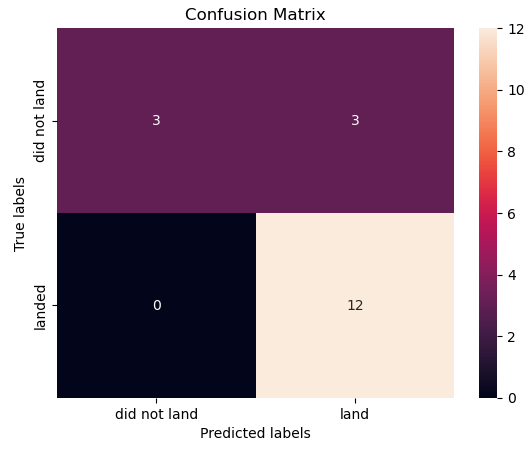 Confusion Matrix
True labels
did not land
landed
3 3
0 12
did not land land
Predicted labels
12
10
8
6
4
2
0